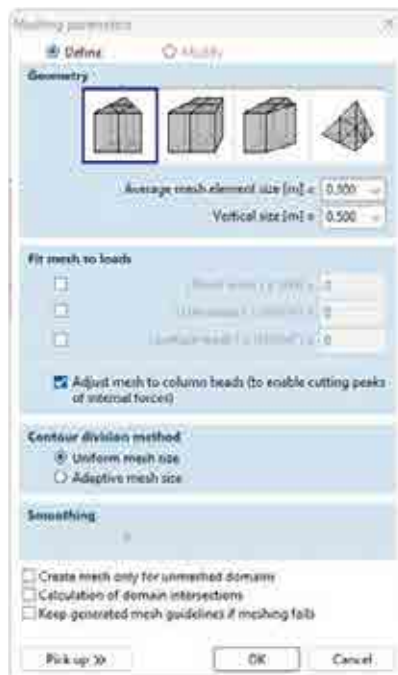 Meshing parameters
Define
Modify
Geometry
Average mesh element size [m] =
Vertical size [m] = 0.500
Fit mesh to loads
0
0
0
Adjust mesh to column heads (to enable cutting peaks
of internal forces)
Contour division method
Uniform mesh size
Adaptive mesh size
Smoothing
Create mesh only for unmeshed domains
Calculation of domain intersections
Keep generated mesh guidelines if meshing fails
Pick up >>
OK
Cancel